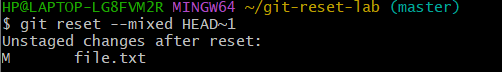 HP@LAPTOP-LG8FVM2R MINGW64 ~/git-reset-lab (master)
$ git reset --mixed HEAD~1
Unstaged changes after reset:
M       file.txt